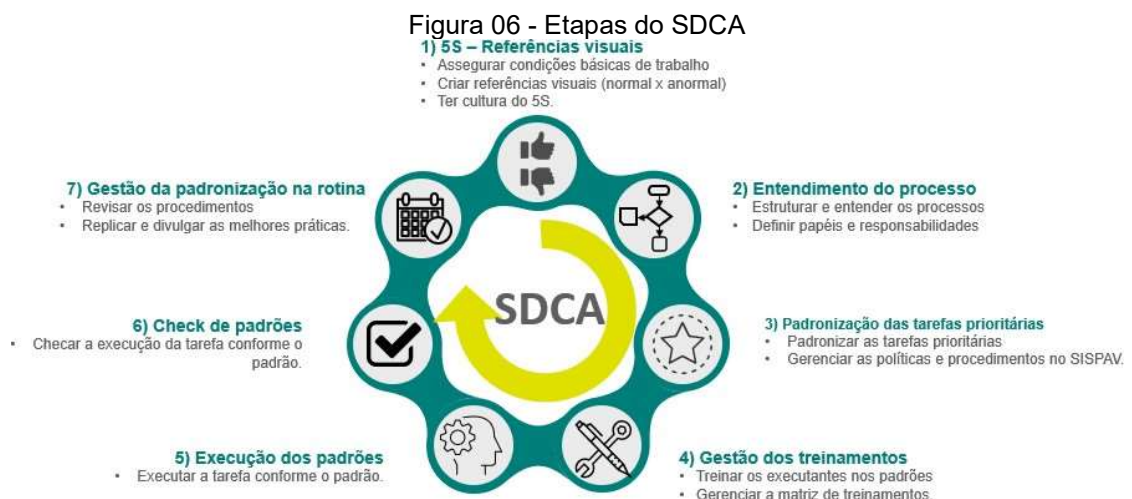 Figura 06 - Etapas do SDCA
1) 5S – Referências visuais
• Assegurar condições básicas de trabalho
• Criar referências visuais (normal x anormal)
• Ter cultura do 5S.
2) Entendimento do processo
• Estruturar e entender os processos
• Definir papéis e responsabilidades
3) Padronização das tarefas prioritárias
• Padronizar as tarefas prioritárias
• Gerenciar as políticas e procedimentos no SISPAV.
4) Gestão dos treinamentos
• Treinar os executantes nos padrões
• Gerenciar a matriz de treinamentos
5) Execução dos padrões
• Executar a tarefa conforme o padrão.
6) Check de padrões
• Checar a execução da tarefa conforme o
padrão.
7) Gestão da padronização na rotina
• Revisar os procedimentos
• Replicar e divulgar as melhores práticas.
SDCA